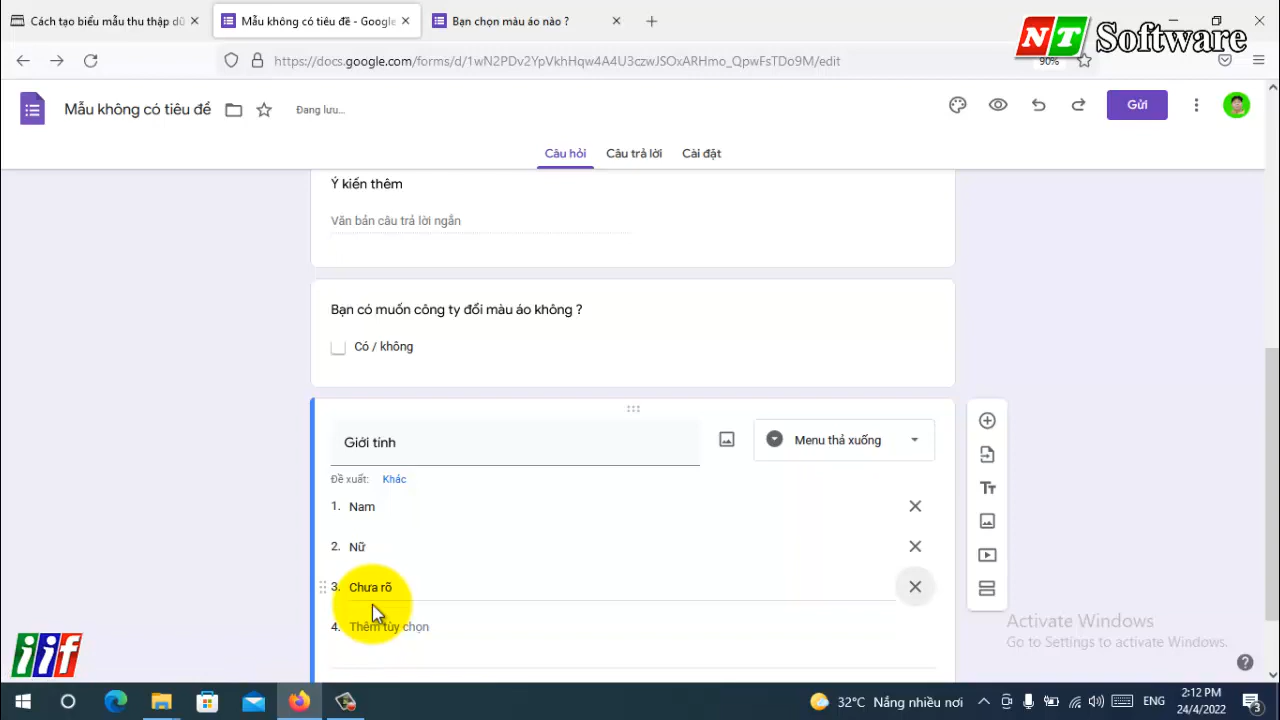 Cách tạo biểu mẫu thu thập dữ
Mẫu không có tiêu đề - Google
Bạn chọn màu áo nào ?
NT Software
https://docs.google.com/forms/d/1wN2PDv2YpVkhHqw4A4U3czwJSOxARHmo_QpwFsTDo9M/edit
90%
Mẫu không có tiêu đề
Đang lưu...
Gửi
Câu hỏi
Câu trả lời
Cài đặt
Ý kiến thêm
Văn bản câu trả lời ngắn
Bạn có muốn công ty đổi màu áo không ?
Có / không
Giới tính
Menu thả xuống
Đề xuất: Khác
1. Nam
2. Nữ
3. Chưa rõ
4. Thêm tùy chọn
Activate Windows
Go to Settings to activate Windows.
iif
32°C Nắng nhiều nơi
ENG
2:12 PM
24/4/2022
3